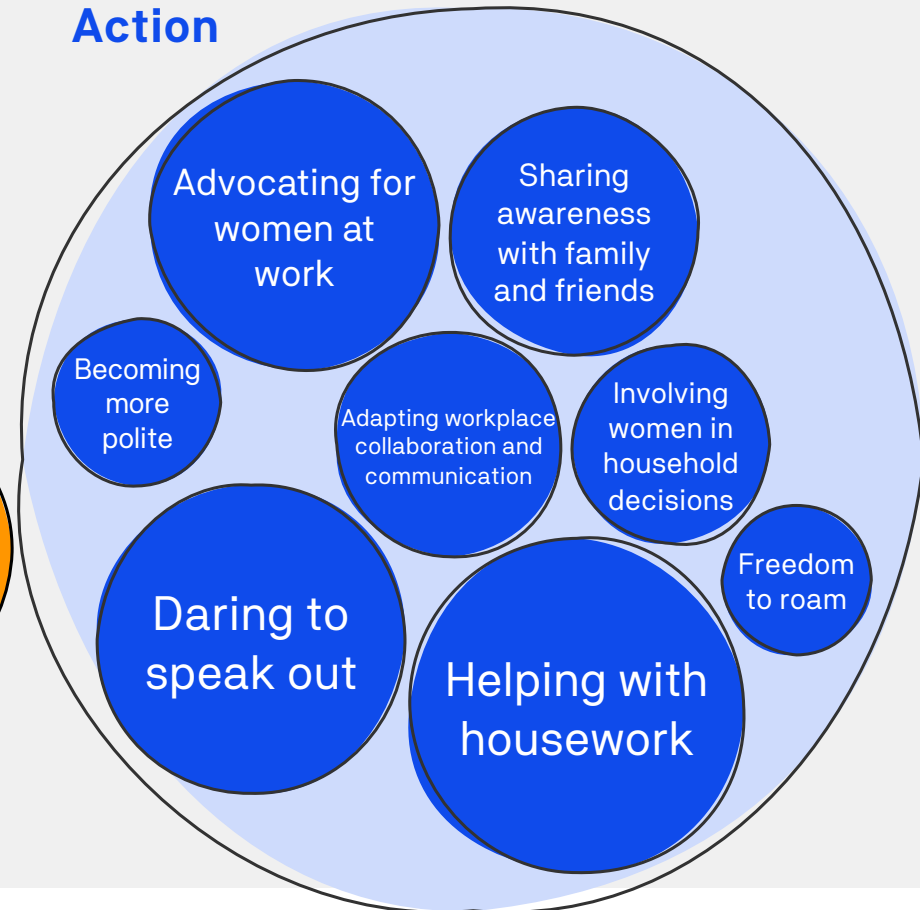 Action
Advocating for
women at
work
Sharing
awareness
with family
and friends
Becoming
more
polite
Adapting workplace
collaboration and
communication
Involving
women in
household
decisions
Freedom
to roam
Daring to
speak out
Helping with
housework